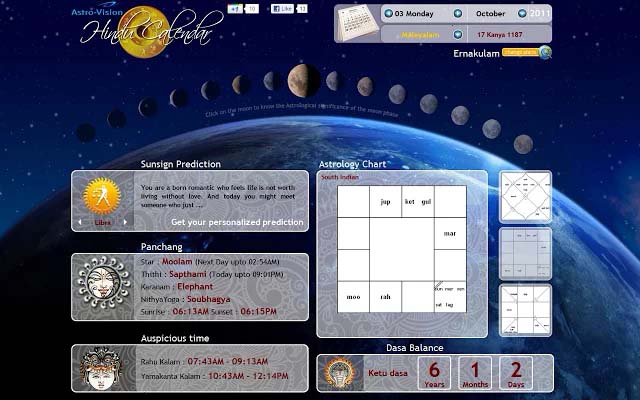 Astro-Vision
Hindu Calendar
+1 10 Like 13
03 Monday October 2011
Malayalam 17 Kanya 1187
Ernakulam change place
Click on the moon to know the Astrological significance of the moon phase
Sunsign Prediction
You are a born romantic who feels life is not worth
living without love. And today you might meet
someone who just ...
Libra
Get your personalized prediction
Panchang
Star : Moolam (Next Day upto 02:54AM)
Thithi : Sapthami (Today upto 09:01PM)
Karanam : Elephant
NithyaYoga : Soubhagya
Sunrise : 06:13AM Sunset : 06:15PM
Auspicious time
Rahu Kalam : 07:43AM - 09:13AM
Yamakanta Kalam : 10:43AM - 12:14PM
Astrology Chart
South Indian
jup ket gul
mar
moo rah
sun mer ven
sat lag
Dasa Balance
Ketu dasa
6 1 2
Years Months Days